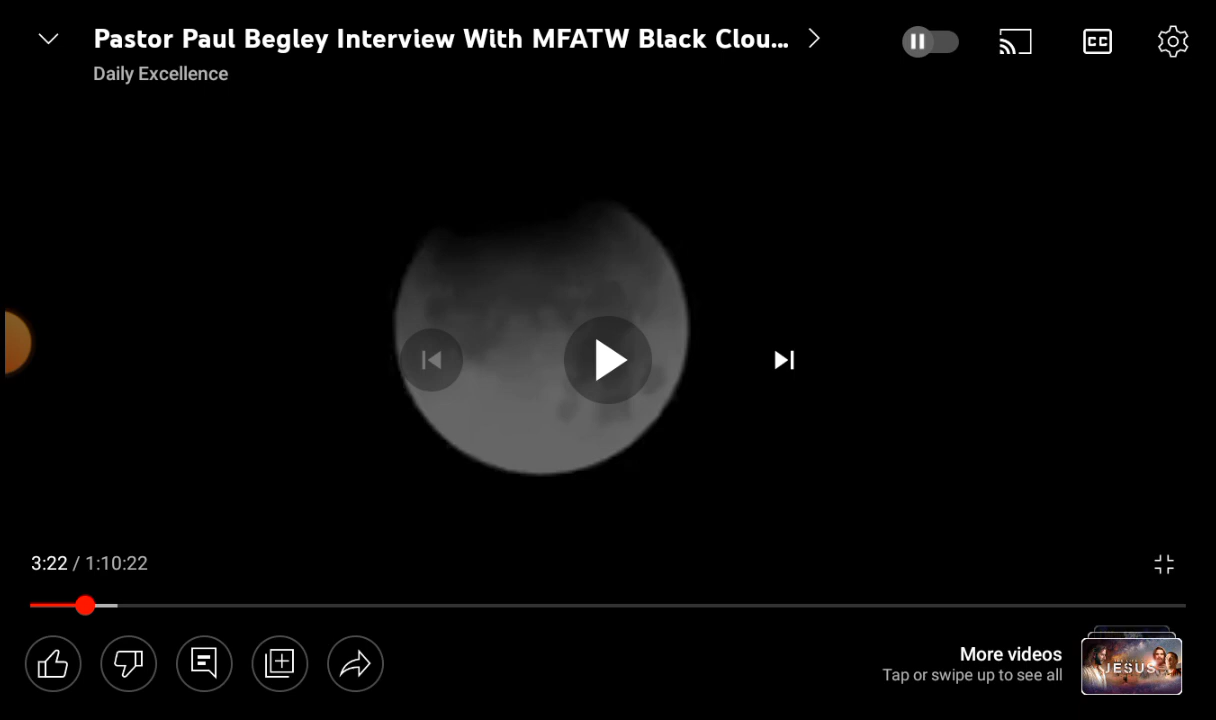 Pastor Paul Begley Interview With MFATW Black Clou...
Daily Excellence
CC
3:22 / 1:10:22
More videos
Tap or swipe up to see all
JESUS